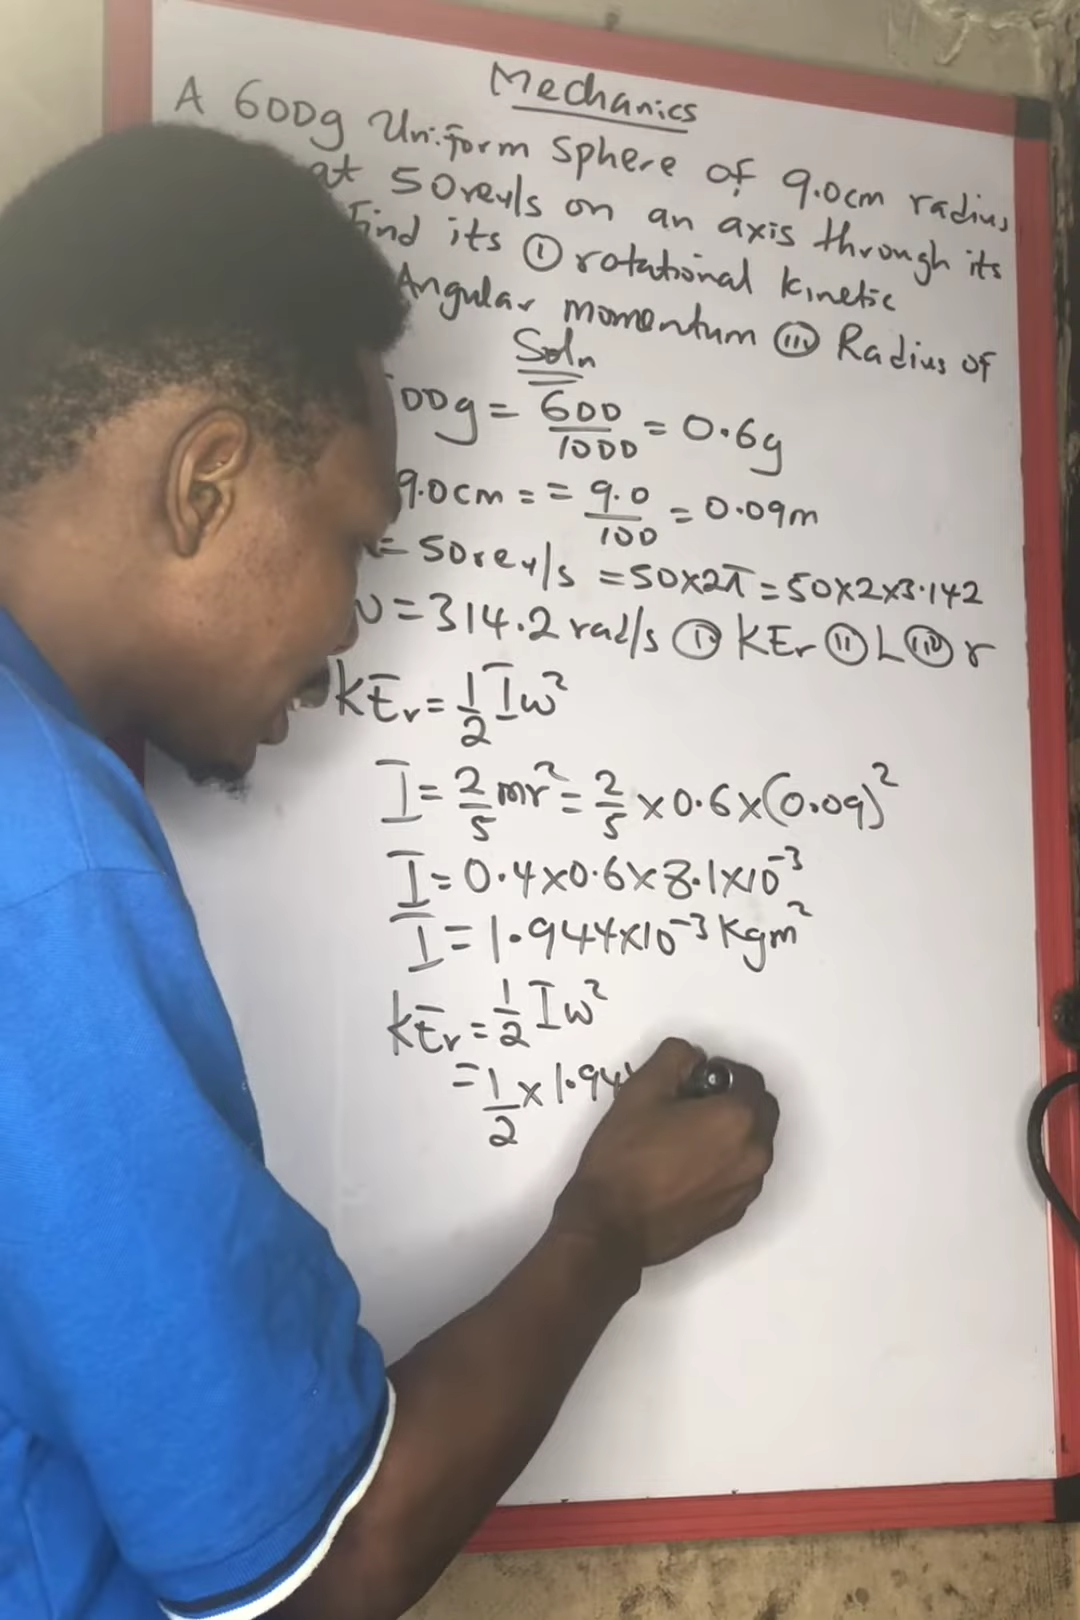 Mechanics
A 600g Uniform sphere of 9.0cm radius
at 50rev/s on an axis through its
Find its ① rotational kinetic
Angular momentum ⅲ Radius of
Soln
00g = 600/1000 = 0.6g
9.0cm = = 9.0/100 = 0.09m
= 50rev/s = 50×2π = 50×2×3.142
ω = 314.2 rad/s ① KEr ⅱ L ⅲ r
KEr = 1/2 Iω²
I = 2/5 mr² = 2/5 × 0.6 × (0.09)²
I = 0.4×0.6×8.1×10⁻³
I = 1.944×10⁻³ Kgm²
KEr = 1/2 Iω²
= 1/2 × 1.94